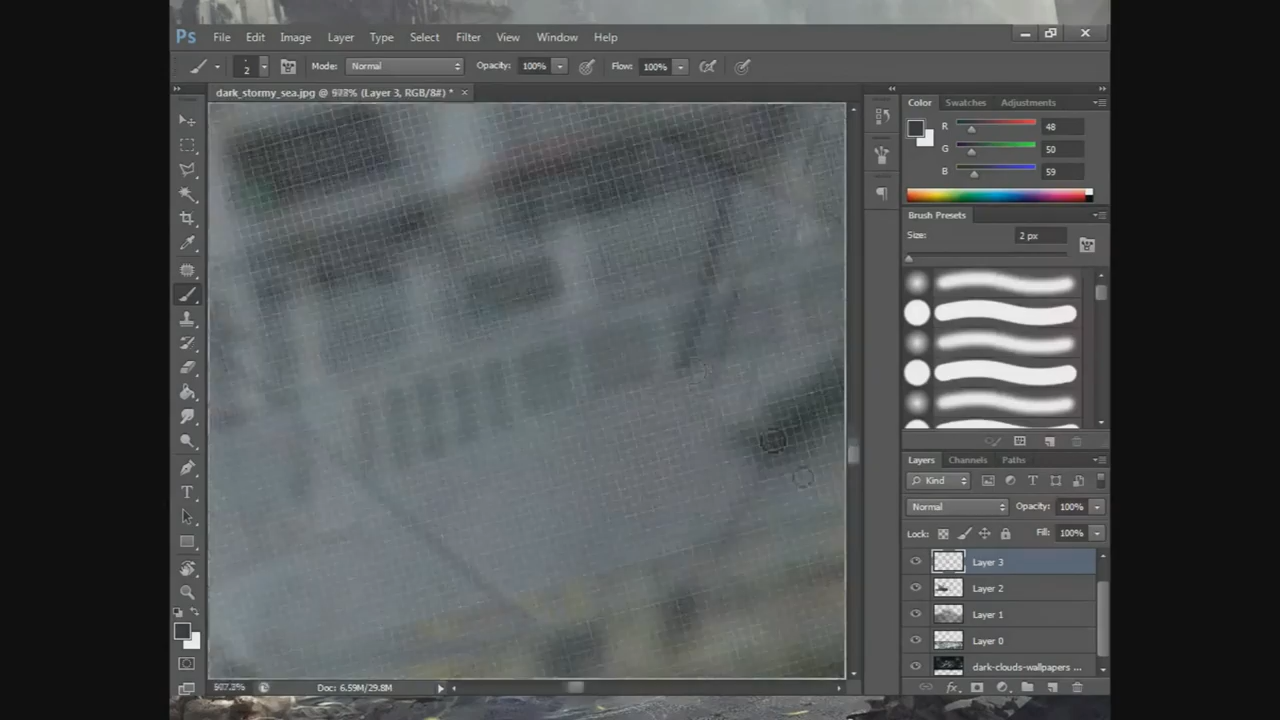 Ps File Edit Image Layer Type Select Filter View Window Help
2 Mode: Normal Opacity: 100% Flow: 100%
dark_stormy_sea.jpg @ 973% (Layer 3, RGB/8#) *
Color Swatches Adjustments
R 48
G 50
B 59
Brush Presets
Size: 2 px
Layers Channels Paths
Kind
Normal Opacity: 100%
Lock: Fill: 100%
Layer 3
Layer 2
Layer 1
Layer 0
dark-clouds-wallpapers ...
Doc: 6.59M/29.8M